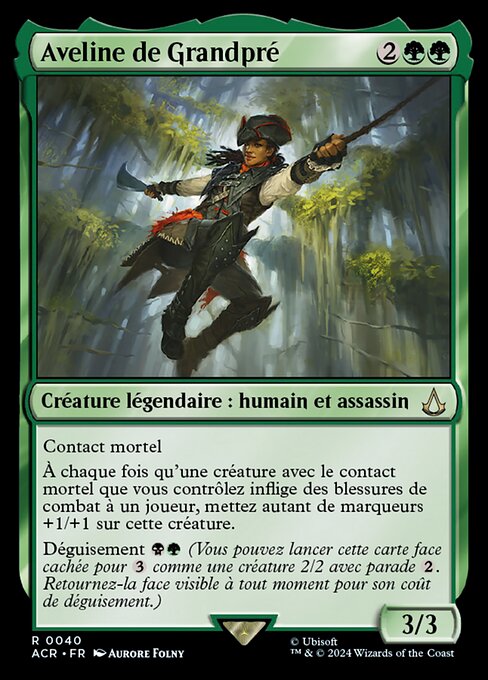 Aveline de Grandpré 2
Créature légendaire : humain et assassin
Contact mortel
À chaque fois qu'une créature avec le contact
mortel que vous contrôlez inflige des blessures de
combat à un joueur, mettez autant de marqueurs
+1/+1 sur cette créature.
Déguisement (Vous pouvez lancer cette carte face
cachée pour 3 comme une créature 2/2 avec parade 2.
Retournez-la face visible à tout moment pour son coût
de déguisement.)
3/3
R 0040
ACR • FR Aurore Folny
© Ubisoft
™ & © 2024 Wizards of the Coast